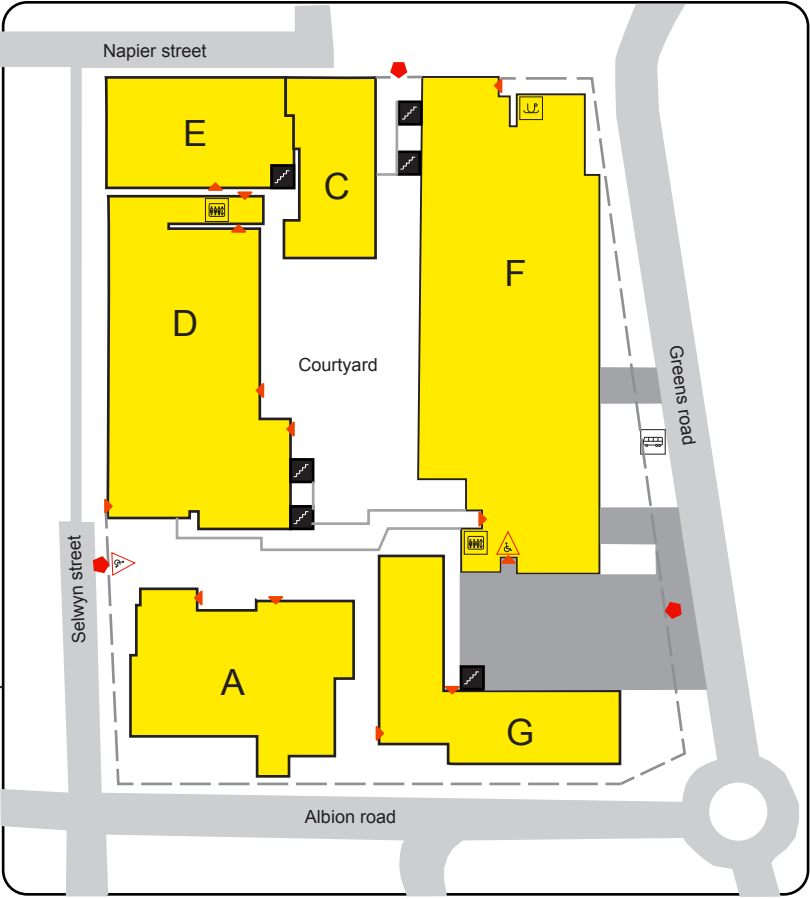 Napier street
E
C
F
D
Courtyard
Greens road
Selwyn street
A
G
Albion road